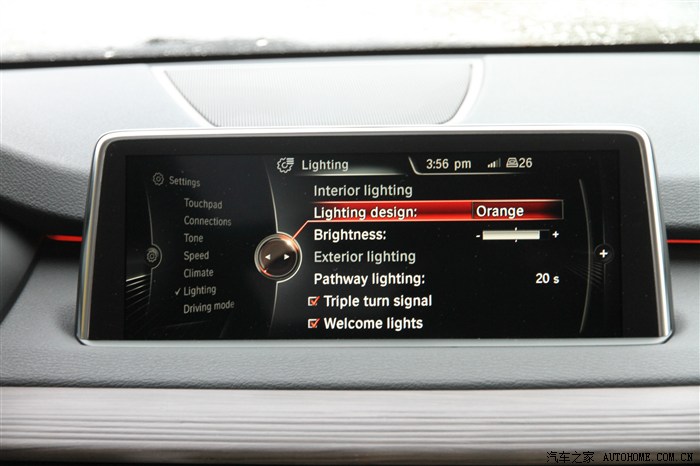 Lighting
3:56 pm
26
Settings
Touchpad
Connections
Tone
Speed
Climate
✓ Lighting
Driving mode
Interior lighting
Lighting design: Orange
Brightness: - +
Exterior lighting
Pathway lighting: 20 s
Triple turn signal
Welcome lights
+
汽车之家 AUTOHOME.COM.CN